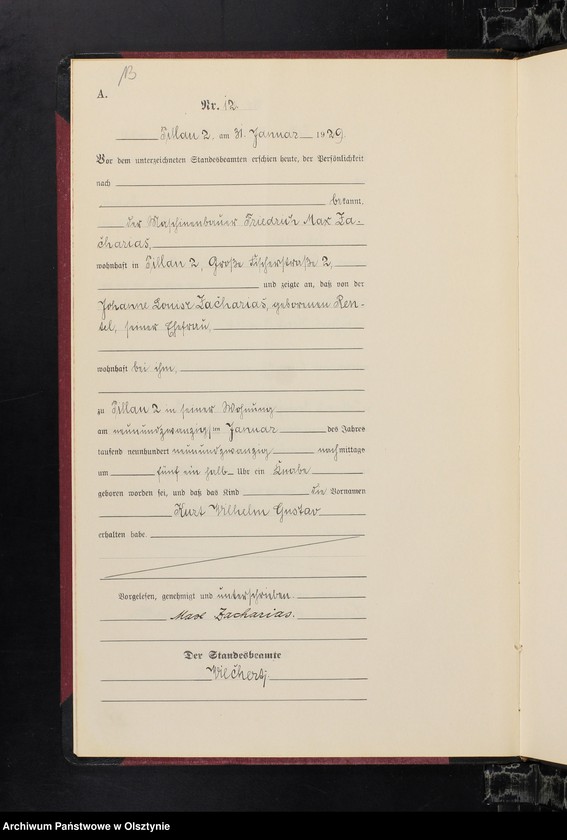 13
A.
Nr. 12.
Pillau 2, am 31. Januar 1929.
Vor dem unterzeichneten Standesbeamten erschien heute, der Persönlichkeit
nach
bekannt,
der Maschinenbauer Friedrich Max Za-
charias,
wohnhaft in Pillau 2, Große Fischerstraße 2,
und zeigte an, daß von der
Johanne Louise Zacharias, geborenen Ren-
tel, seiner Ehefrau,
wohnhaft bei ihm,
zu Pillau 2 in seiner Wohnung
am neunundzwanzigsten Januar des Jahres
tausend neunhundert neunundzwanzig nachmittags
um fünf ein halb Uhr ein Knabe
geboren worden sei, und daß das Kind die Vornamen
Kurt Wilhelm Gustav
erhalten habe.
Vorgelesen, genehmigt und unterschrieben.
Max Zacharias.
Der Standesbeamte
Archiwum Państwowe w Olsztynie